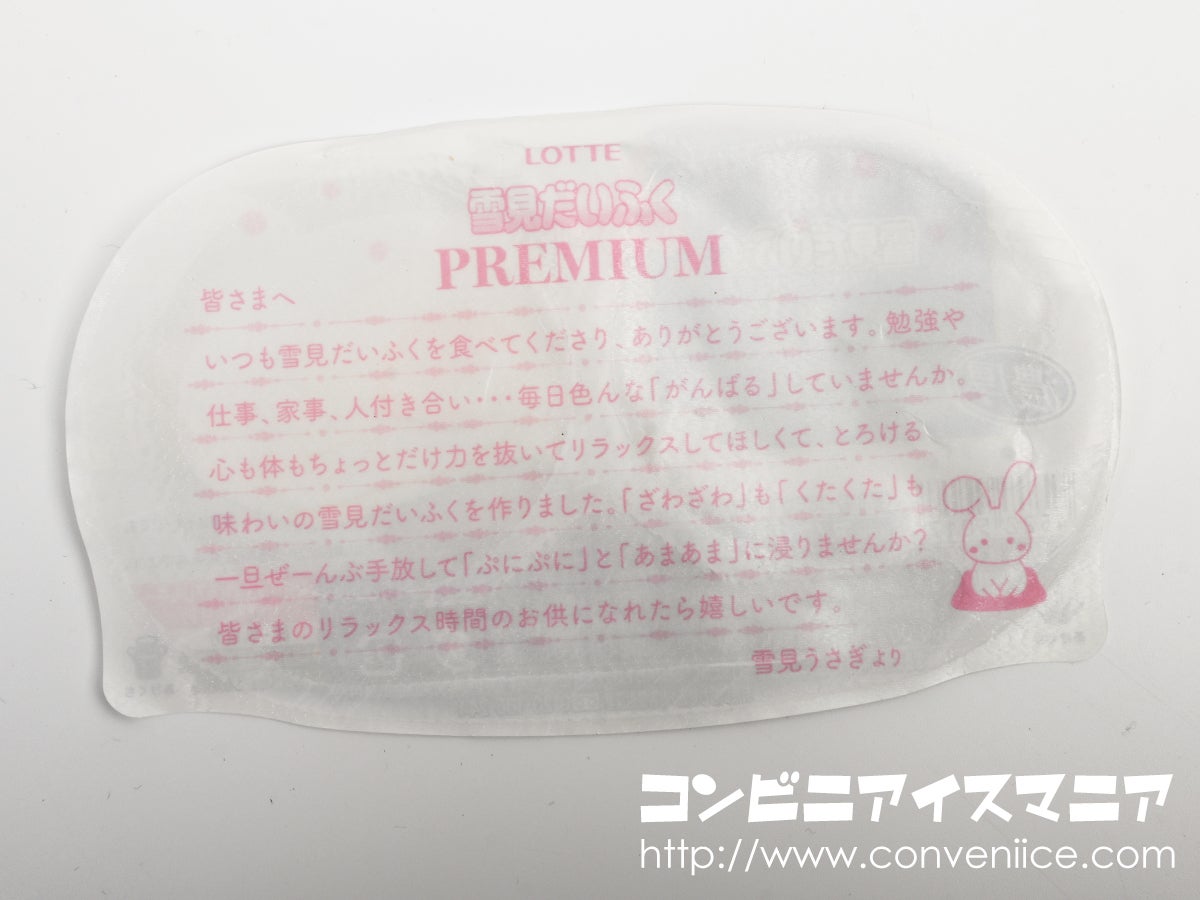 LOTTE
雪見だいふく
PREMIUM
皆さまへ
いつも雪見だいふくを食べてくださり、ありがとうございます。勉強や
仕事、家事、人付き合い・・・毎日色んな「がんばる」していませんか。
心も体もちょっとだけ力を抜いてリラックスしてほしくて、とろける
味わいの雪見だいふくを作りました。「ざわざわ」も「くたくた」も
一旦ぜーんぶ手放して「ぷにぷに」と「あまあま」に浸りませんか?
皆さまのリラックス時間のお供になれたら嬉しいです。
雪見うさぎより
コンビニアイスマニア
http://www.conveniice.com